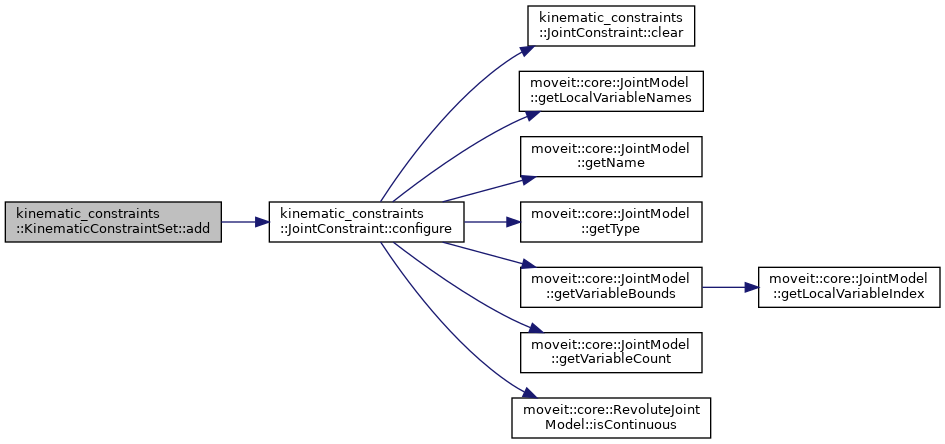 kinematic_constraints
::KinematicConstraintSet::add
kinematic_constraints
::JointConstraint::configure
kinematic_constraints
::JointConstraint::clear
moveit::core::JointModel
::getLocalVariableNames
moveit::core::JointModel
::getName
moveit::core::JointModel
::getType
moveit::core::JointModel
::getVariableBounds
moveit::core::JointModel
::getLocalVariableIndex
moveit::core::JointModel
::getVariableCount
moveit::core::RevoluteJoint
Model::isContinuous